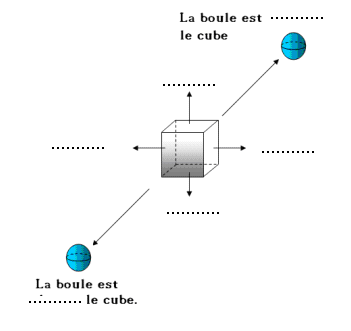 La boule est ............
le cube
............
............
............
............
La boule est
............ le cube.